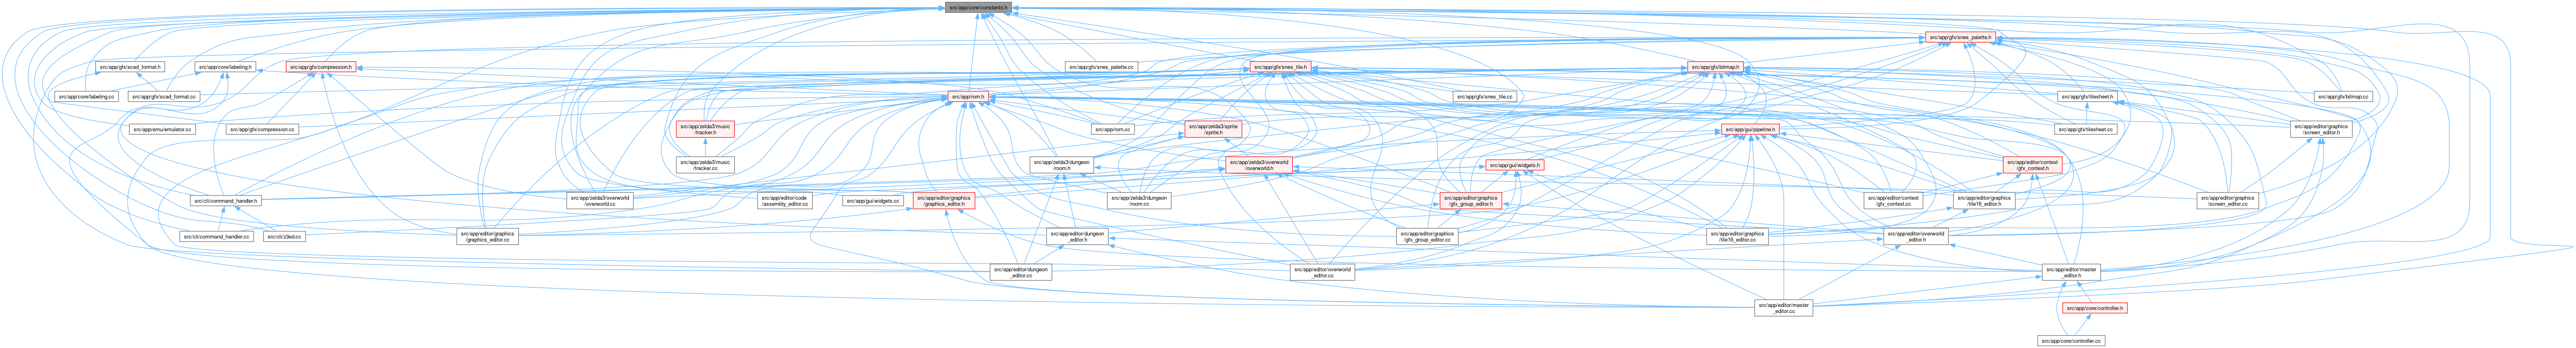 src/app/core/constants.h
src/app/gfx/snes_palette.h
src/app/gfx/scad_format.h
src/app/core/labeling.h
src/app/gfx/compression.h
src/app/gfx/snes_palette.cc
src/app/gfx/snes_tile.h
src/app/gfx/bitmap.h
src/app/core/labeling.cc
src/app/gfx/scad_format.cc
src/app/rom.h
src/app/gfx/snes_tile.cc
src/app/gfx/tilesheet.h
src/app/gfx/bitmap.cc
src/app/emu/emulator.cc
src/app/gfx/compression.cc
src/app/zelda3/music
/tracker.h
src/app/rom.cc
src/app/zelda3/sprite
/sprite.h
src/app/gui/pipeline.h
src/app/gfx/tilesheet.cc
src/app/editor/graphics
/screen_editor.h
src/app/zelda3/music
/tracker.cc
src/app/zelda3/dungeon
/room.h
src/app/zelda3/overworld
/overworld.h
src/app/gui/widgets.h
src/app/editor/context
/gfx_context.h
src/cli/command_handler.h
src/app/zelda3/overworld
/overworld.cc
src/app/editor/code
/assembly_editor.cc
src/app/gui/widgets.cc
src/app/editor/graphics
/graphics_editor.h
src/app/zelda3/dungeon
/room.cc
src/app/editor/graphics
/gfx_group_editor.h
src/app/editor/context
/gfx_context.cc
src/app/editor/graphics
/tile16_editor.h
src/app/editor/graphics
/screen_editor.cc
src/cli/command_handler.cc
src/cli/z3ed.cc
src/app/editor/graphics
/graphics_editor.cc
src/app/editor/dungeon
_editor.h
src/app/editor/graphics
/gfx_group_editor.cc
src/app/editor/graphics
/tile16_editor.cc
src/app/editor/overworld
_editor.h
src/app/editor/dungeon
_editor.cc
src/app/editor/overworld
_editor.cc
src/app/editor/master
_editor.h
src/app/editor/master
_editor.cc
src/app/core/controller.h
src/app/core/controller.cc